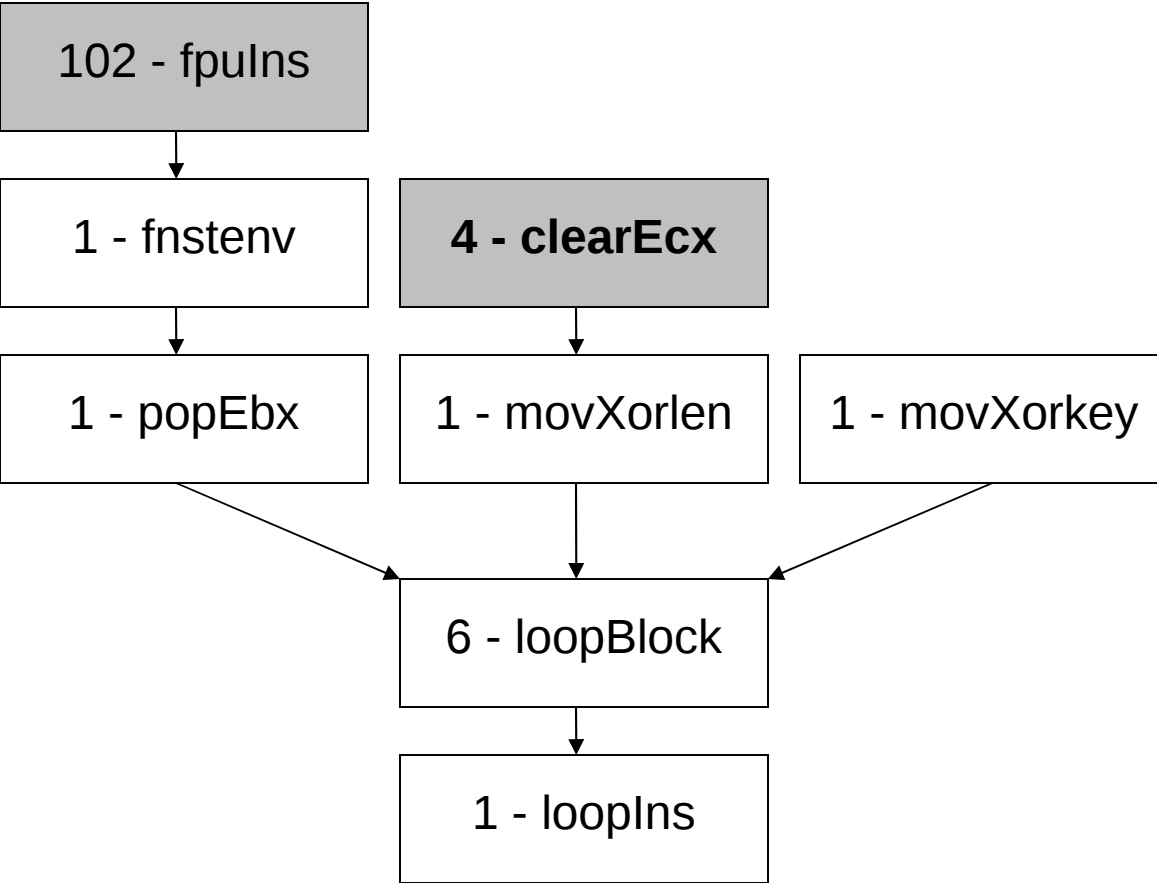 102 - fpuIns
1 - fnstenv
4 - clearEcx
1 - popEbx
1 - movXorlen
1 - movXorkey
6 - loopBlock
1 - loopIns